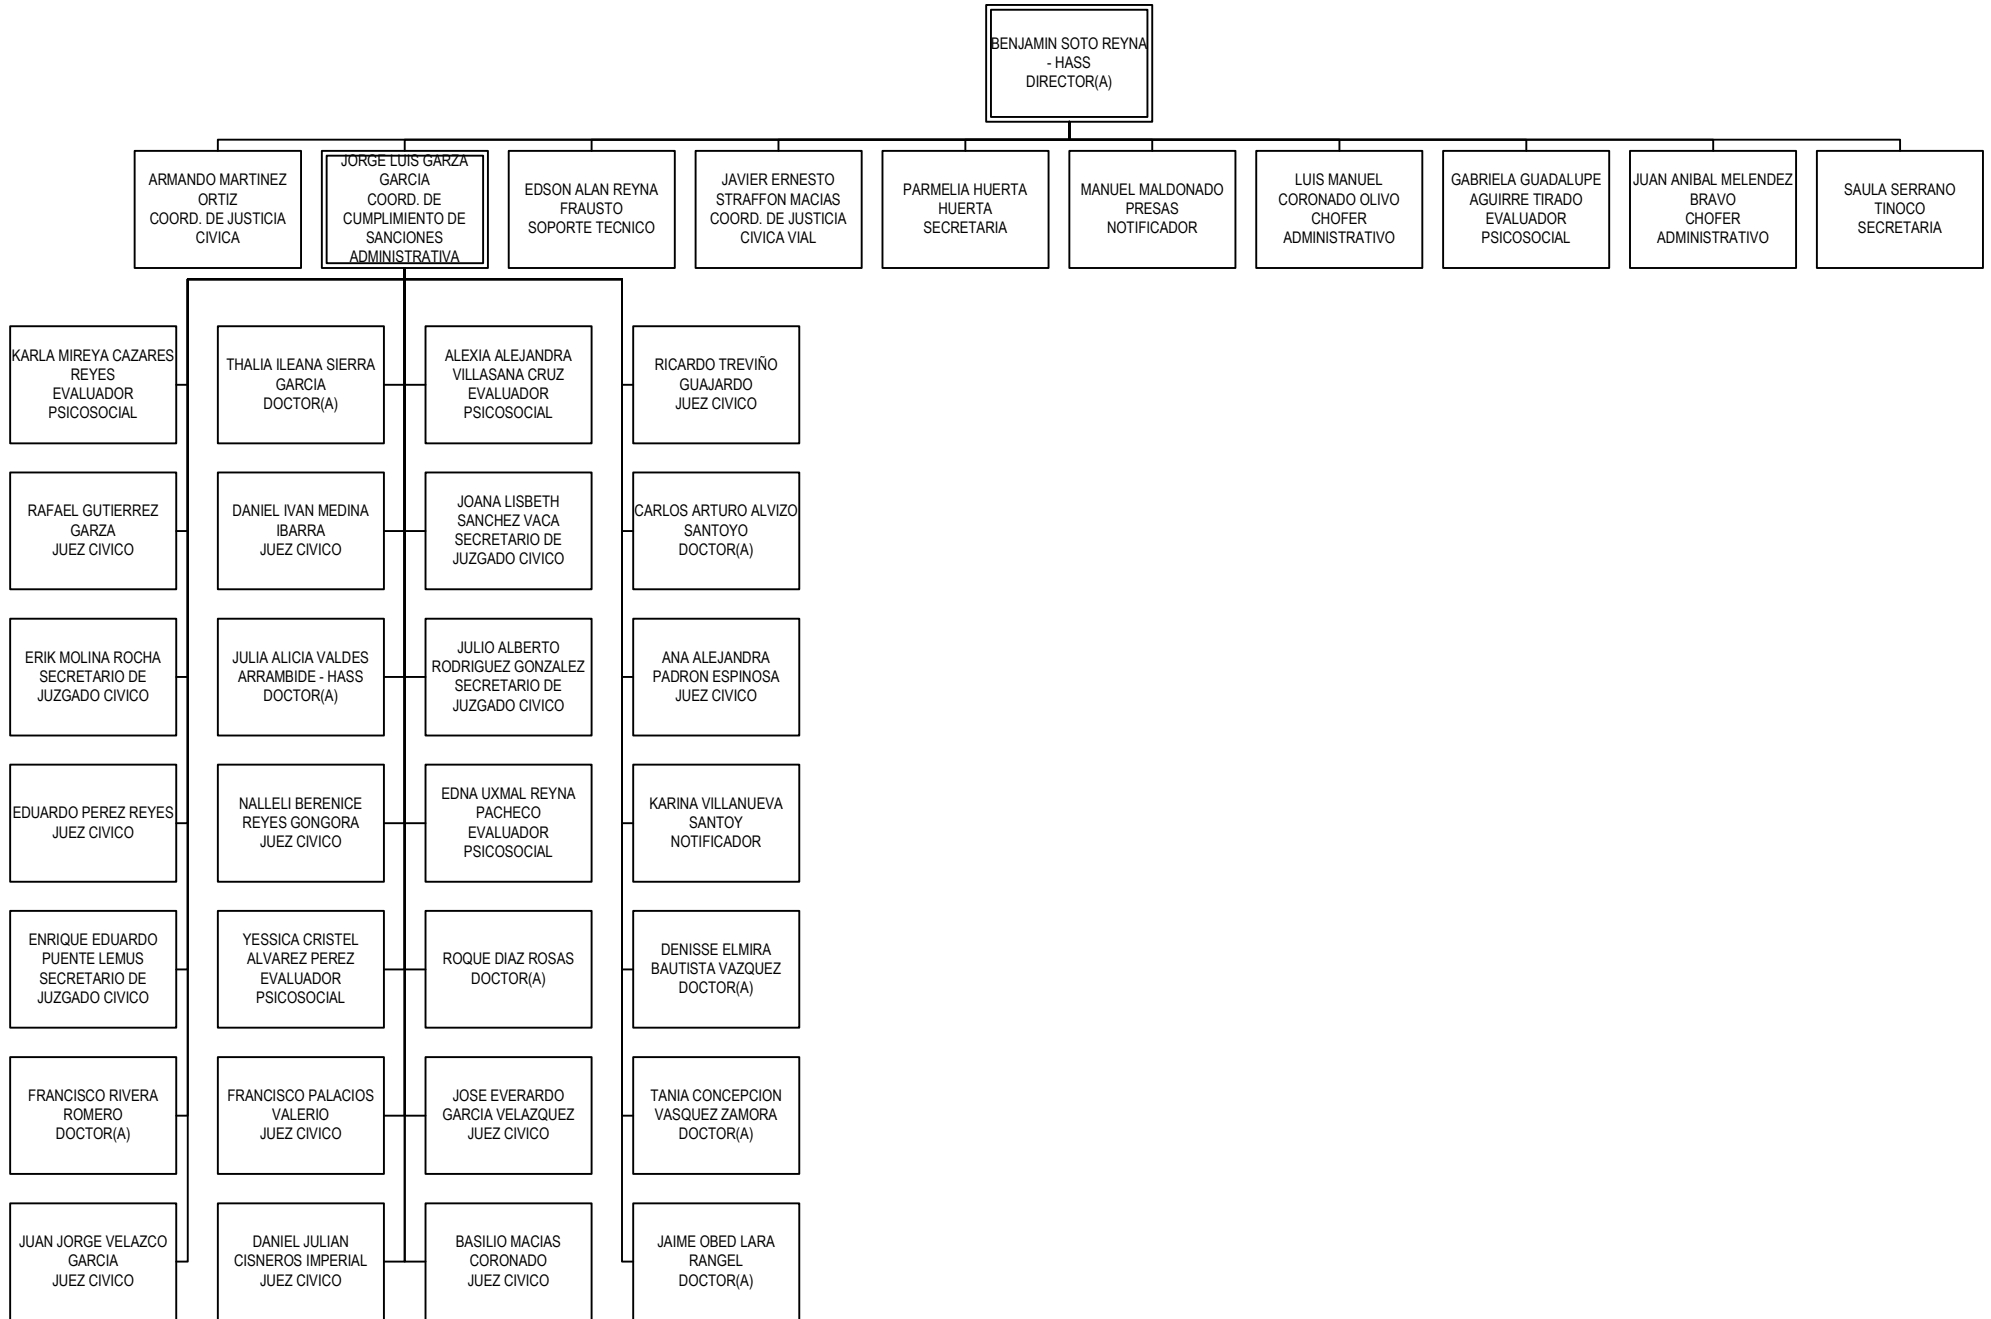 BENJAMIN SOTO REYNA
- HASS
DIRECTOR(A)
ARMANDO MARTINEZ
ORTIZ
COORD. DE JUSTICIA
CIVICA
JORGE LUIS GARZA
GARCIA
COORD. DE
CUMPLIMIENTO DE
SANCIONES
ADMINISTRATIVA
EDSON ALAN REYNA
FRAUSTO
SOPORTE TECNICO
JAVIER ERNESTO
STRAFFON MACIAS
COORD. DE JUSTICIA
CIVICA VIAL
PARMELIA HUERTA
HUERTA
SECRETARIA
MANUEL MALDONADO
PRESAS
NOTIFICADOR
LUIS MANUEL
CORONADO OLIVO
CHOFER
ADMINISTRATIVO
GABRIELA GUADALUPE
AGUIRRE TIRADO
EVALUADOR
PSICOSOCIAL
JUAN ANIBAL MELENDEZ
BRAVO
CHOFER
ADMINISTRATIVO
SAULA SERRANO
TINOCO
SECRETARIA
KARLA MIREYA CAZARES
REYES
EVALUADOR
PSICOSOCIAL
THALIA ILEANA SIERRA
GARCIA
DOCTOR(A)
ALEXIA ALEJANDRA
VILLASANA CRUZ
EVALUADOR
PSICOSOCIAL
RICARDO TREVIÑO
GUAJARDO
JUEZ CIVICO
RAFAEL GUTIERREZ
GARZA
JUEZ CIVICO
DANIEL IVAN MEDINA
IBARRA
JUEZ CIVICO
JOANA LISBETH
SANCHEZ VACA
SECRETARIO DE
JUZGADO CIVICO
CARLOS ARTURO ALVIZO
SANTOYO
DOCTOR(A)
ERIK MOLINA ROCHA
SECRETARIO DE
JUZGADO CIVICO
JULIA ALICIA VALDES
ARRAMBIDE - HASS
DOCTOR(A)
JULIO ALBERTO
RODRIGUEZ GONZALEZ
SECRETARIO DE
JUZGADO CIVICO
ANA ALEJANDRA
PADRON ESPINOSA
JUEZ CIVICO
EDUARDO PEREZ REYES
JUEZ CIVICO
NALLELI BERENICE
REYES GONGORA
JUEZ CIVICO
EDNA UXMAL REYNA
PACHECO
EVALUADOR
PSICOSOCIAL
KARINA VILLANUEVA
SANTOY
NOTIFICADOR
ENRIQUE EDUARDO
PUENTE LEMUS
SECRETARIO DE
JUZGADO CIVICO
YESSICA CRISTEL
ALVAREZ PEREZ
EVALUADOR
PSICOSOCIAL
ROQUE DIAZ ROSAS
DOCTOR(A)
DENISSE ELMIRA
BAUTISTA VAZQUEZ
DOCTOR(A)
FRANCISCO RIVERA
ROMERO
DOCTOR(A)
FRANCISCO PALACIOS
VALERIO
JUEZ CIVICO
JOSE EVERARDO
GARCIA VELAZQUEZ
JUEZ CIVICO
TANIA CONCEPCION
VASQUEZ ZAMORA
DOCTOR(A)
JUAN JORGE VELAZCO
GARCIA
JUEZ CIVICO
DANIEL JULIAN
CISNEROS IMPERIAL
JUEZ CIVICO
BASILIO MACIAS
CORONADO
JUEZ CIVICO
JAIME OBED LARA
RANGEL
DOCTOR(A)